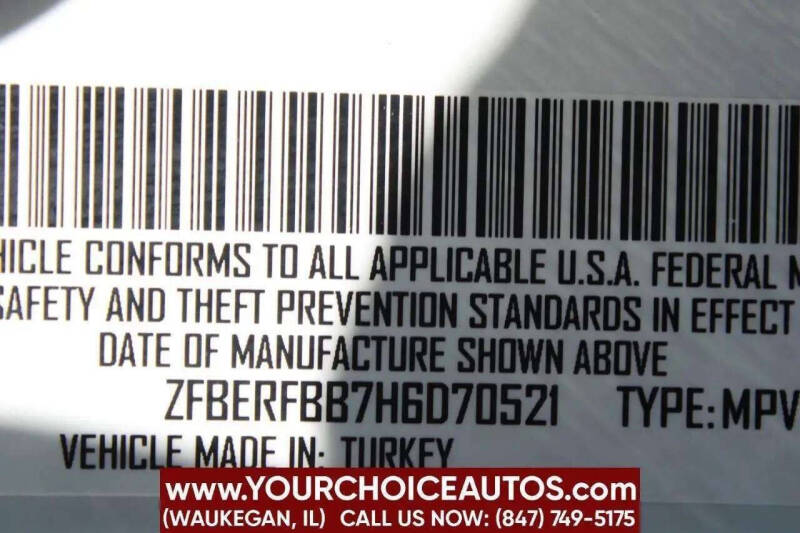 HICLE CONFORMS TO ALL APPLICABLE U.S.A. FEDERAL M
SAFETY AND THEFT PREVENTION STANDARDS IN EFFECT
DATE OF MANUFACTURE SHOWN ABOVE
ZFBERFBB7H6D70521 TYPE: MPV
VEHICLE MADE IN: TURKEY
www.YOURCHOICEAUTOS.com
(WAUKEGAN, IL) CALL US NOW: (847) 749-5175